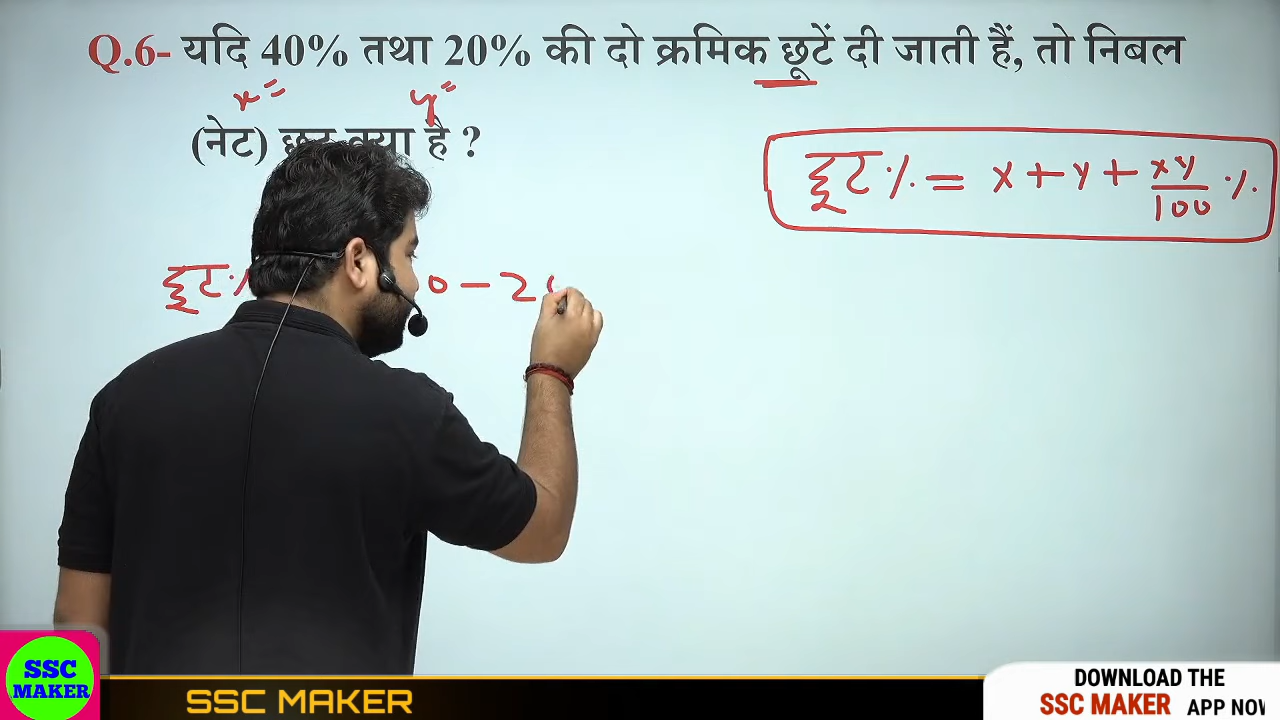 Q.6- यदि 40% तथा 20% की दो क्रमिक छूटें दी जाती हैं, तो निबल
x= y=
(नेट) छूट क्या है ?
छूट% = x + y + xy/100 %
छूट% 0 - 20
SSC MAKER
SSC MAKER
DOWNLOAD THE
SSC MAKER APP NOW